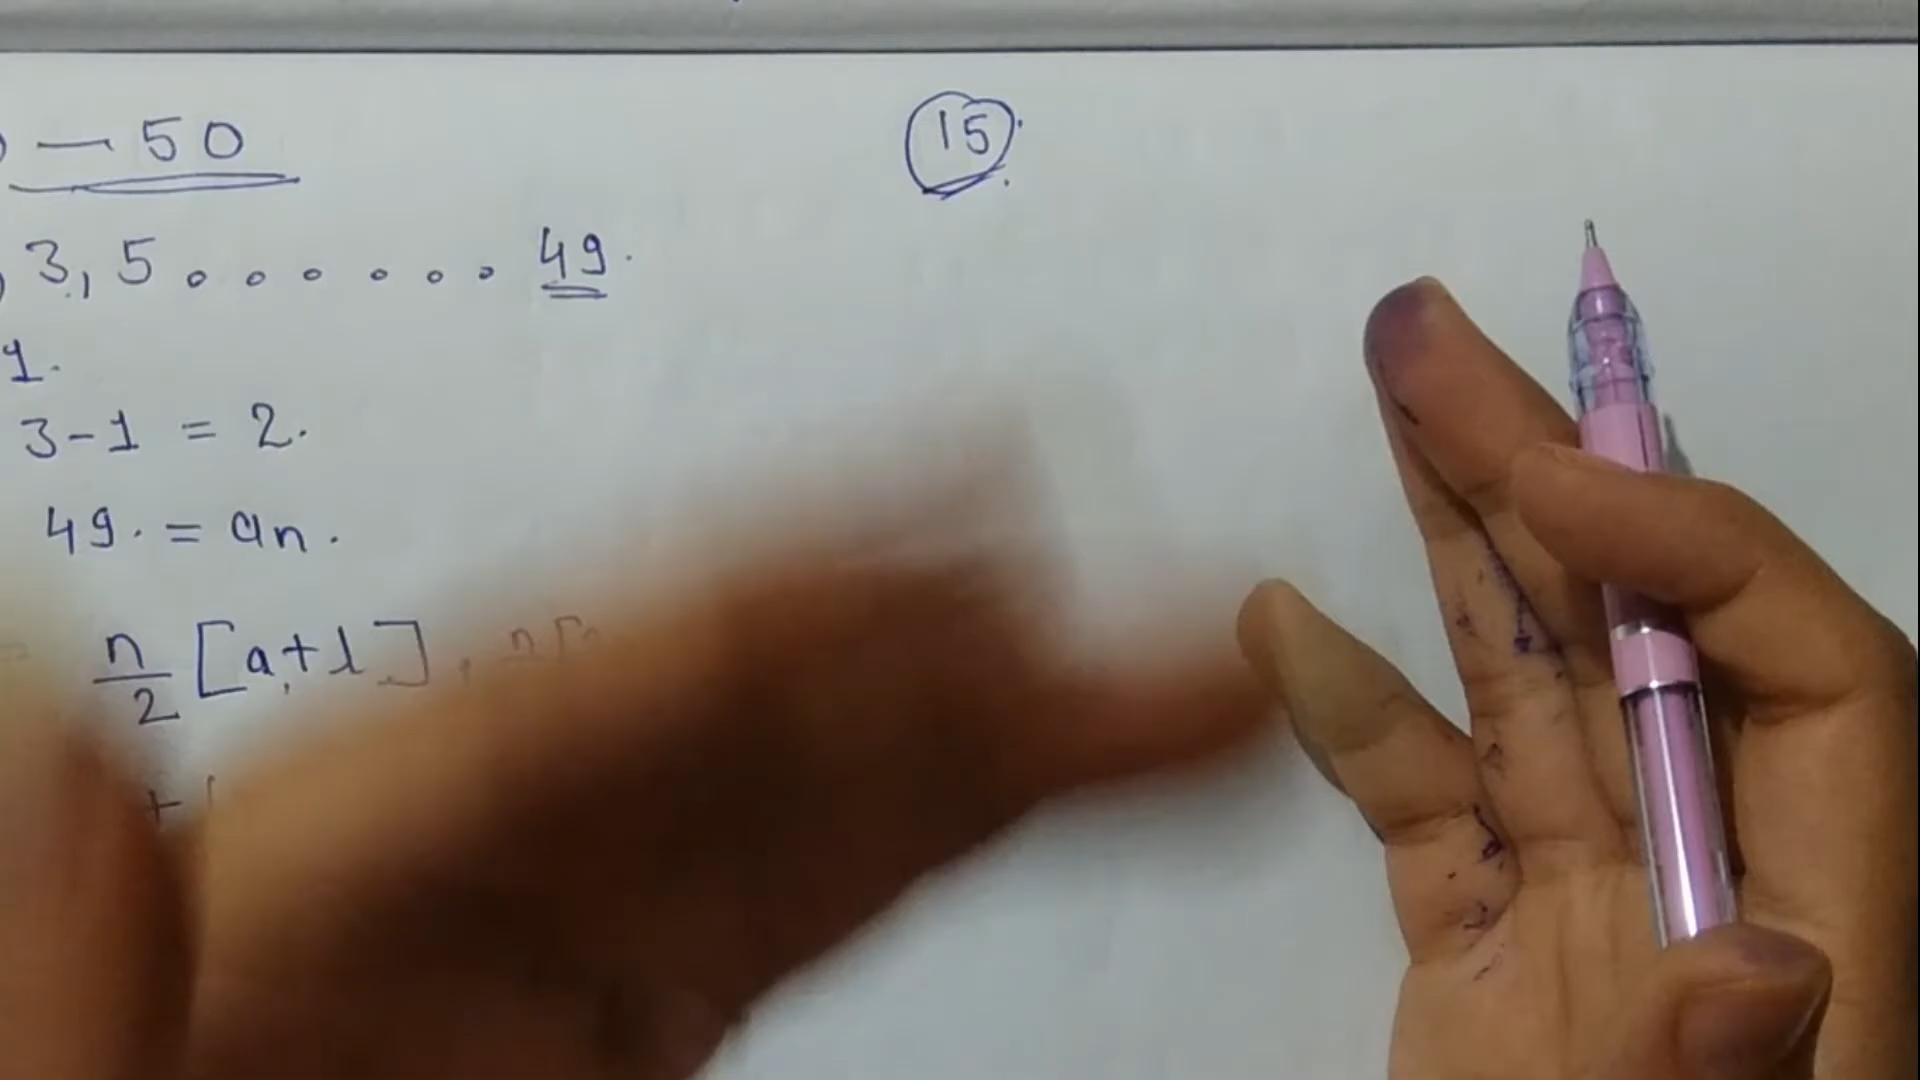 — 50
15.
3, 5 . . . . . . 49.
1.
3 - 1 = 2.
49. = an.
n/2 [a + l],
+